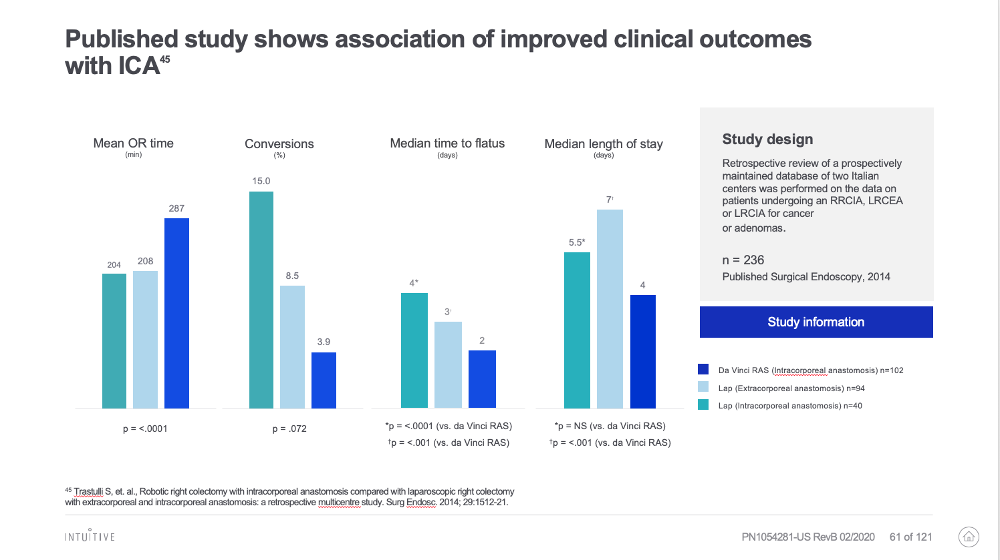 Published study shows association of improved clinical outcomes
with ICA⁴⁵
Mean OR time
(min)
204
208
287
p = <.0001
Conversions
(%)
15.0
8.5
3.9
p = .072
Median time to flatus
(days)
4*
3†
2
*p = <.0001 (vs. da Vinci RAS)
†p = <.001 (vs. da Vinci RAS)
Median length of stay
(days)
5.5*
7†
4
*p = NS (vs. da Vinci RAS)
†p = <.001 (vs. da Vinci RAS)
Study design
Retrospective review of a prospectively
maintained database of two Italian
centers was performed on the data on
patients undergoing an RRCIA, LRCEA
or LRCIA for cancer
or adenomas.
n = 236
Published Surgical Endoscopy, 2014
Study information
Da Vinci RAS (Intracorporeal anastomosis) n=102
Lap (Extracorporeal anastomosis) n=94
Lap (Intracorporeal anastomosis) n=40
⁴⁵ Trastulli S, et. al., Robotic right colectomy with intracorporeal anastomosis compared with laparoscopic right colectomy
with extracorporeal and intracorporeal anastomosis: a retrospective multicentre study. Surg Endosc. 2014; 29:1512-21.
INTUITIVE
PN1054281-US RevB 02/2020 61 of 121